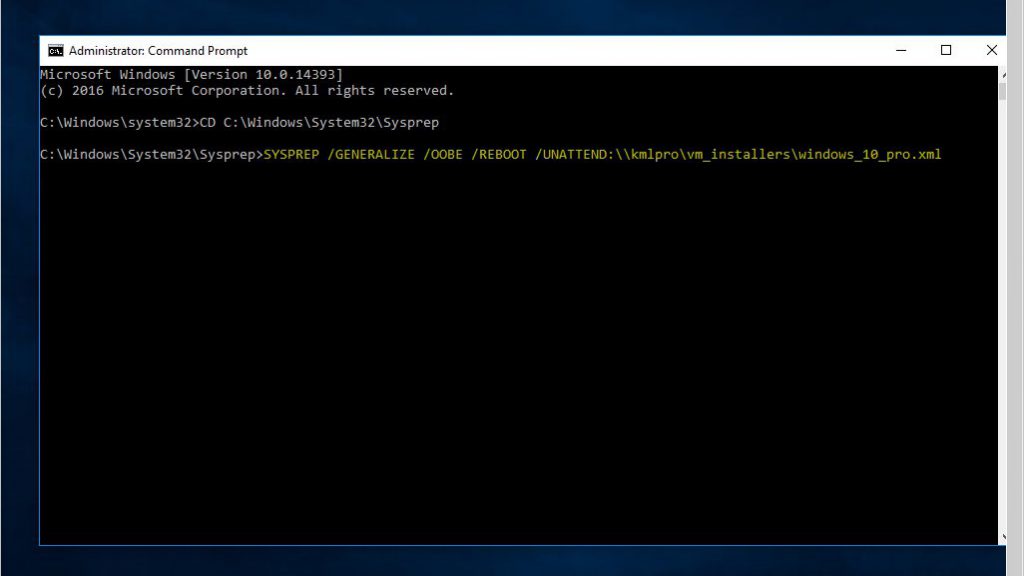 Administrator: Command Prompt
Microsoft Windows [Version 10.0.14393]
(c) 2016 Microsoft Corporation. All rights reserved.
C:\Windows\system32>CD C:\Windows\System32\Sysprep
C:\Windows\System32\Sysprep>SYSPREP /GENERALIZE /OOBE /REBOOT /UNATTEND:\\kmlpro\vm_installers\windows_10_pro.xml